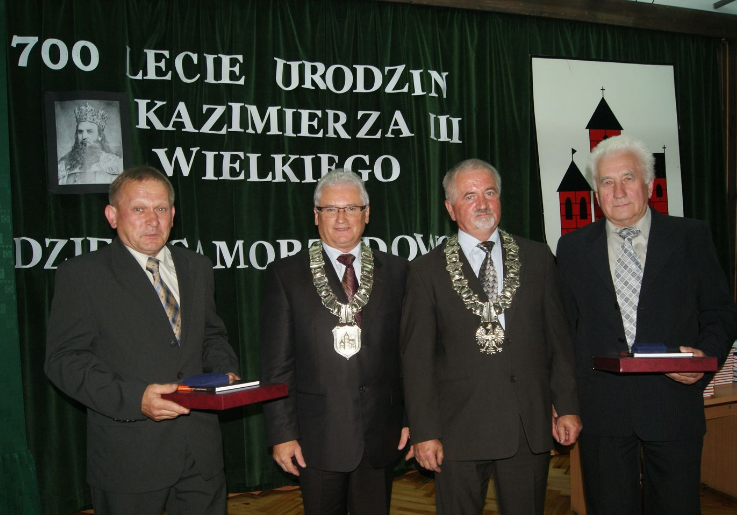 700 LECIE URODZIN
KAZIMIERZA III
WIELKIEGO